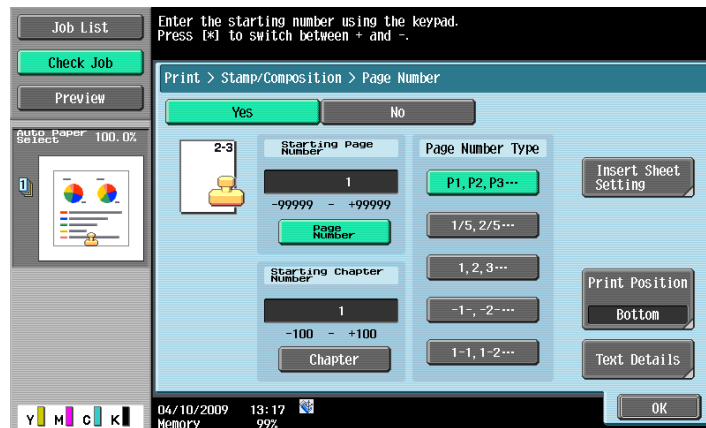 Job List
Check Job
Preview
Auto Paper Select 100.0%
1
Enter the starting number using the keypad.
Press [*] to switch between + and -.
Print > Stamp/Composition > Page Number
Yes
No
2-3
Starting Page Number
1
-99999 - +99999
Page Number
Starting Chapter Number
1
-100 - +100
Chapter
Page Number Type
P1,P2,P3···
1/5,2/5···
1,2,3···
-1-,-2-···
1-1,1-2···
Insert Sheet Setting
Print Position
Bottom
Text Details
Y M C K
04/10/2009 13:17
Memory 99%
OK